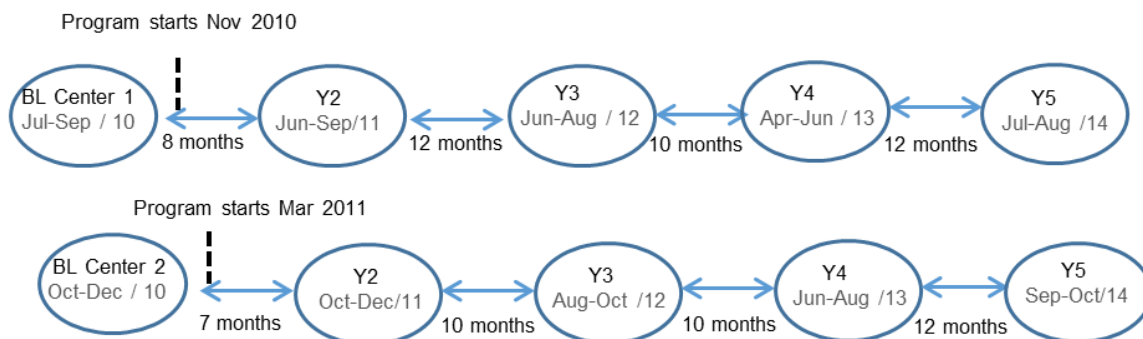 Program starts Nov 2010
BL Center 1
Jul-Sep / 10
8 months
Y2
Jun-Sep/11
12 months
Y3
Jun-Aug / 12
10 months
Y4
Apr-Jun / 13
12 months
Y5
Jul-Aug /14
Program starts Mar 2011
BL Center 2
Oct-Dec / 10
7 months
Y2
Oct-Dec/11
10 months
Y3
Aug-Oct /12
10 months
Y4
Jun-Aug /13
12 months
Y5
Sep-Oct/14